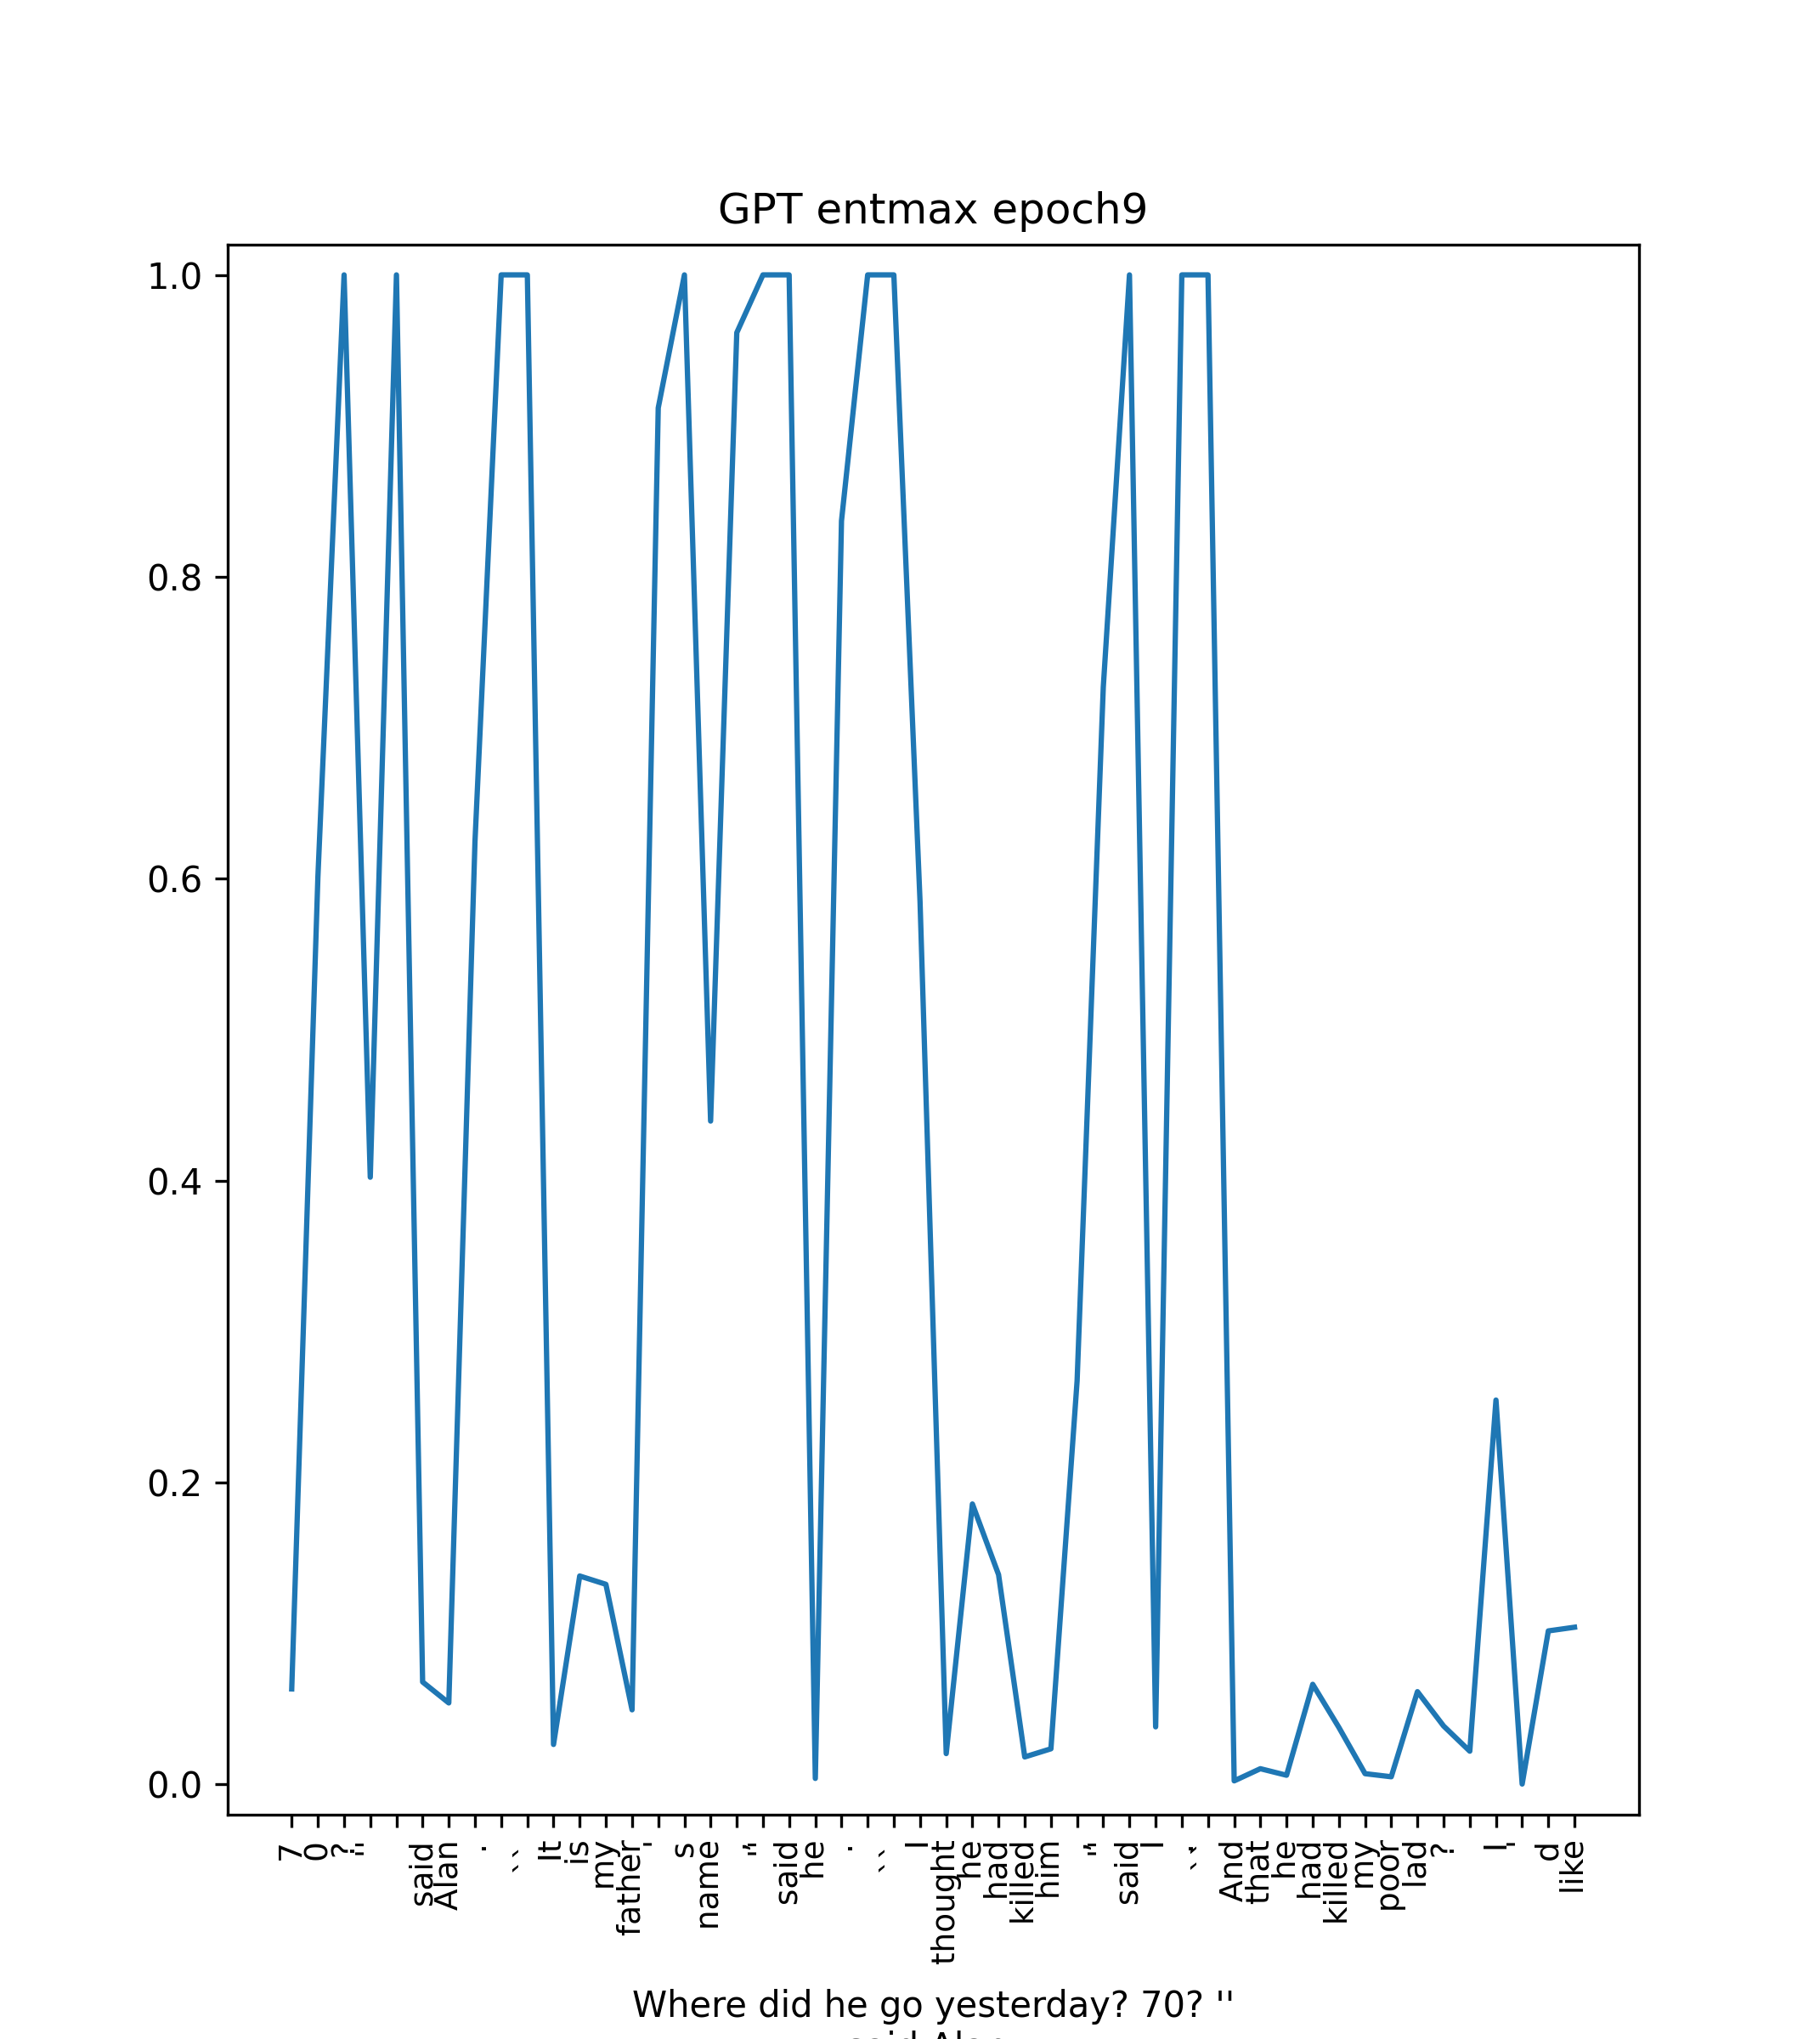 GPT entmax epoch9
1.0
0.8
0.6
0.4
0.2
0.0
7
0
?
"
said
Alan
.
``
It
is
my
father
'
s
name
"
said
he
.
``
I
thought
he
had
killed
him
"
said
I
``
And
that
he
had
killed
my
poor
lad
?
I
'
d
like
Where did he go yesterday? 70? ''
said Alan